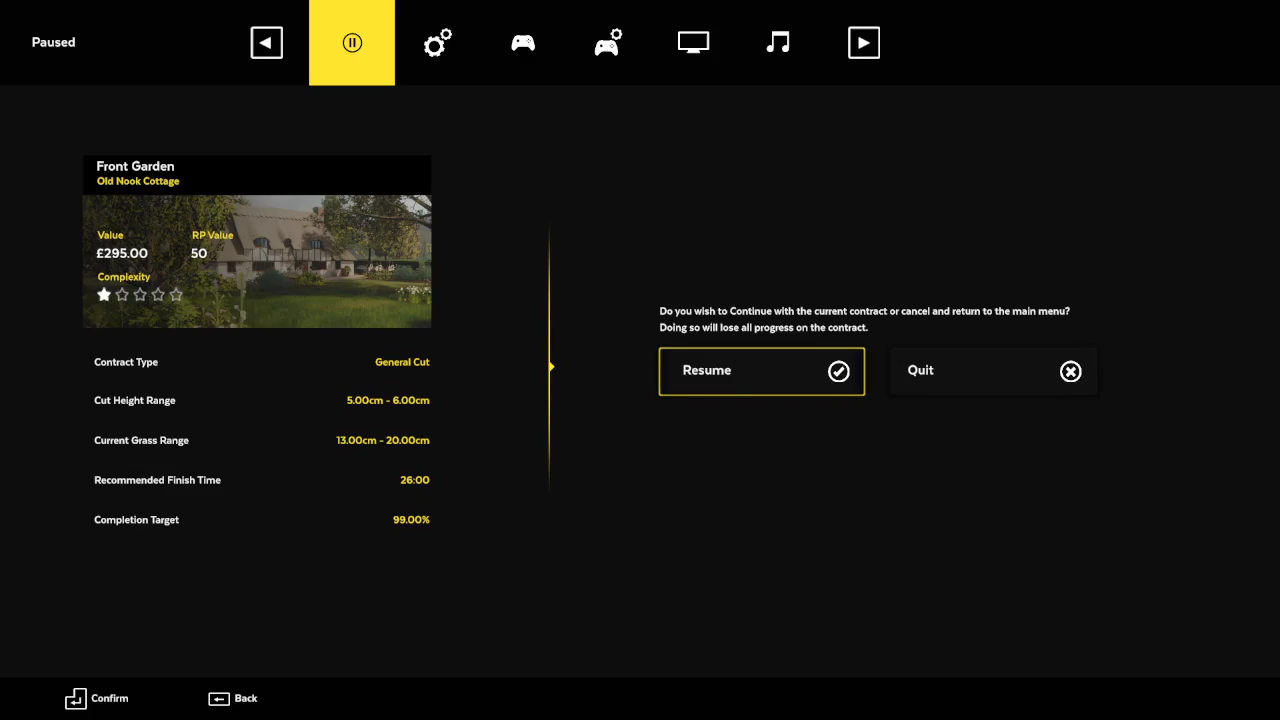 Paused
Front Garden
Old Nook Cottage
Value RP Value
£295.00 50
Complexity
Contract Type General Cut
Cut Height Range 5.00cm - 6.00cm
Current Grass Range 13.00cm - 20.00cm
Recommended Finish Time 26:00
Completion Target 99.00%
Do you wish to Continue with the current contract or cancel and return to the main menu?
Doing so will lose all progress on the contract.
Resume Quit
Confirm Back